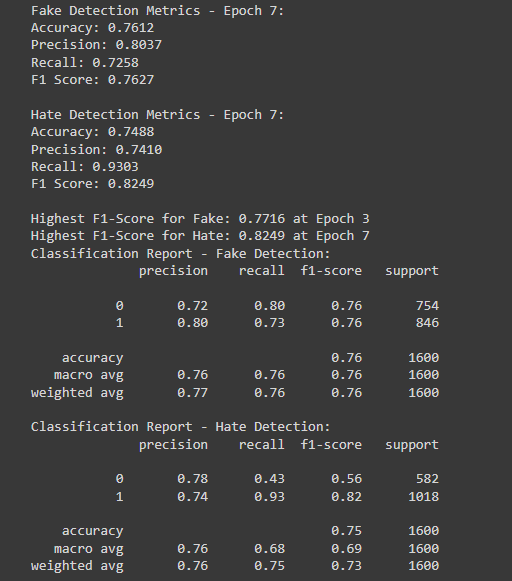 Fake Detection Metrics - Epoch 7:
Accuracy: 0.7612
Precision: 0.8037
Recall: 0.7258
F1 Score: 0.7627
Hate Detection Metrics - Epoch 7:
Accuracy: 0.7488
Precision: 0.7410
Recall: 0.9303
F1 Score: 0.8249
Highest F1-Score for Fake: 0.7716 at Epoch 3
Highest F1-Score for Hate: 0.8249 at Epoch 7
Classification Report - Fake Detection:
precision recall f1-score support
0 0.72 0.80 0.76 754
1 0.80 0.73 0.76 846
accuracy 0.76 1600
macro avg 0.76 0.76 0.76 1600
weighted avg 0.77 0.76 0.76 1600
Classification Report - Hate Detection:
precision recall f1-score support
0 0.78 0.43 0.56 582
1 0.74 0.93 0.82 1018
accuracy 0.75 1600
macro avg 0.76 0.68 0.69 1600
weighted avg 0.76 0.75 0.73 1600